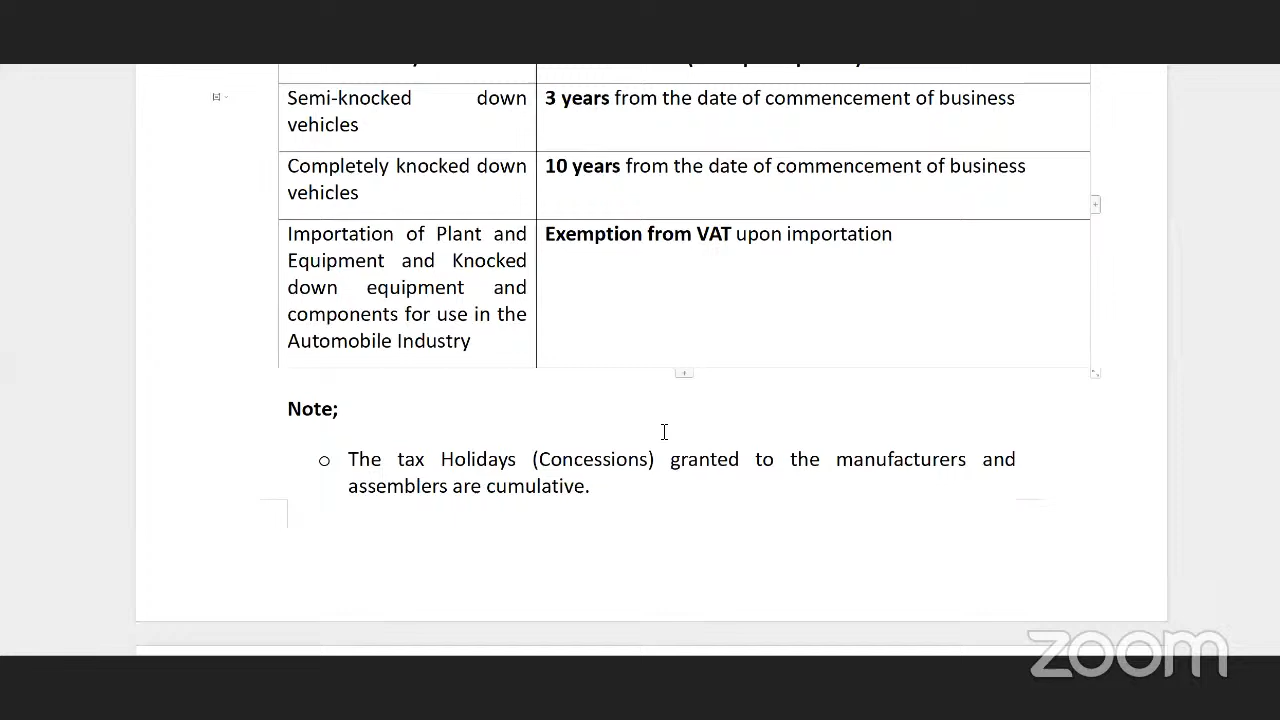 Semi-knocked down
vehicles
3 years from the date of commencement of business
Completely knocked down
vehicles
10 years from the date of commencement of business
Importation of Plant and
Equipment and Knocked
down equipment and
components for use in the
Automobile Industry
Exemption from VAT upon importation
Note;
o The tax Holidays (Concessions) granted to the manufacturers and
assemblers are cumulative.
zoom